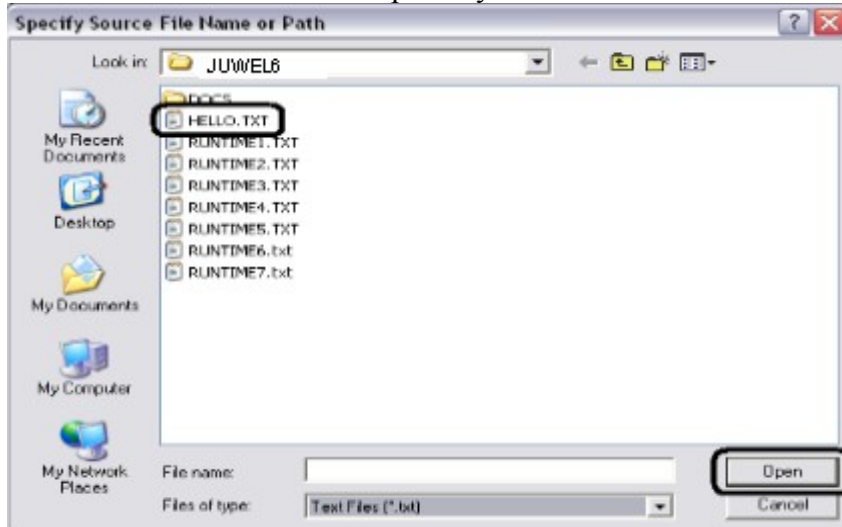 Specify Source File Name or Path
Look in: JUWEL6
DOCS
HELLO.TXT
RUNTIME1.TXT
RUNTIME2.TXT
RUNTIME3.TXT
RUNTIME4.TXT
RUNTIME5.TXT
RUNTIME6.txt
RUNTIME7.txt
My Recent
Documents
Desktop
My Documents
My Computer
My Network
Places
File name:
Open
Files of type: Text Files (*.txt)
Cancel